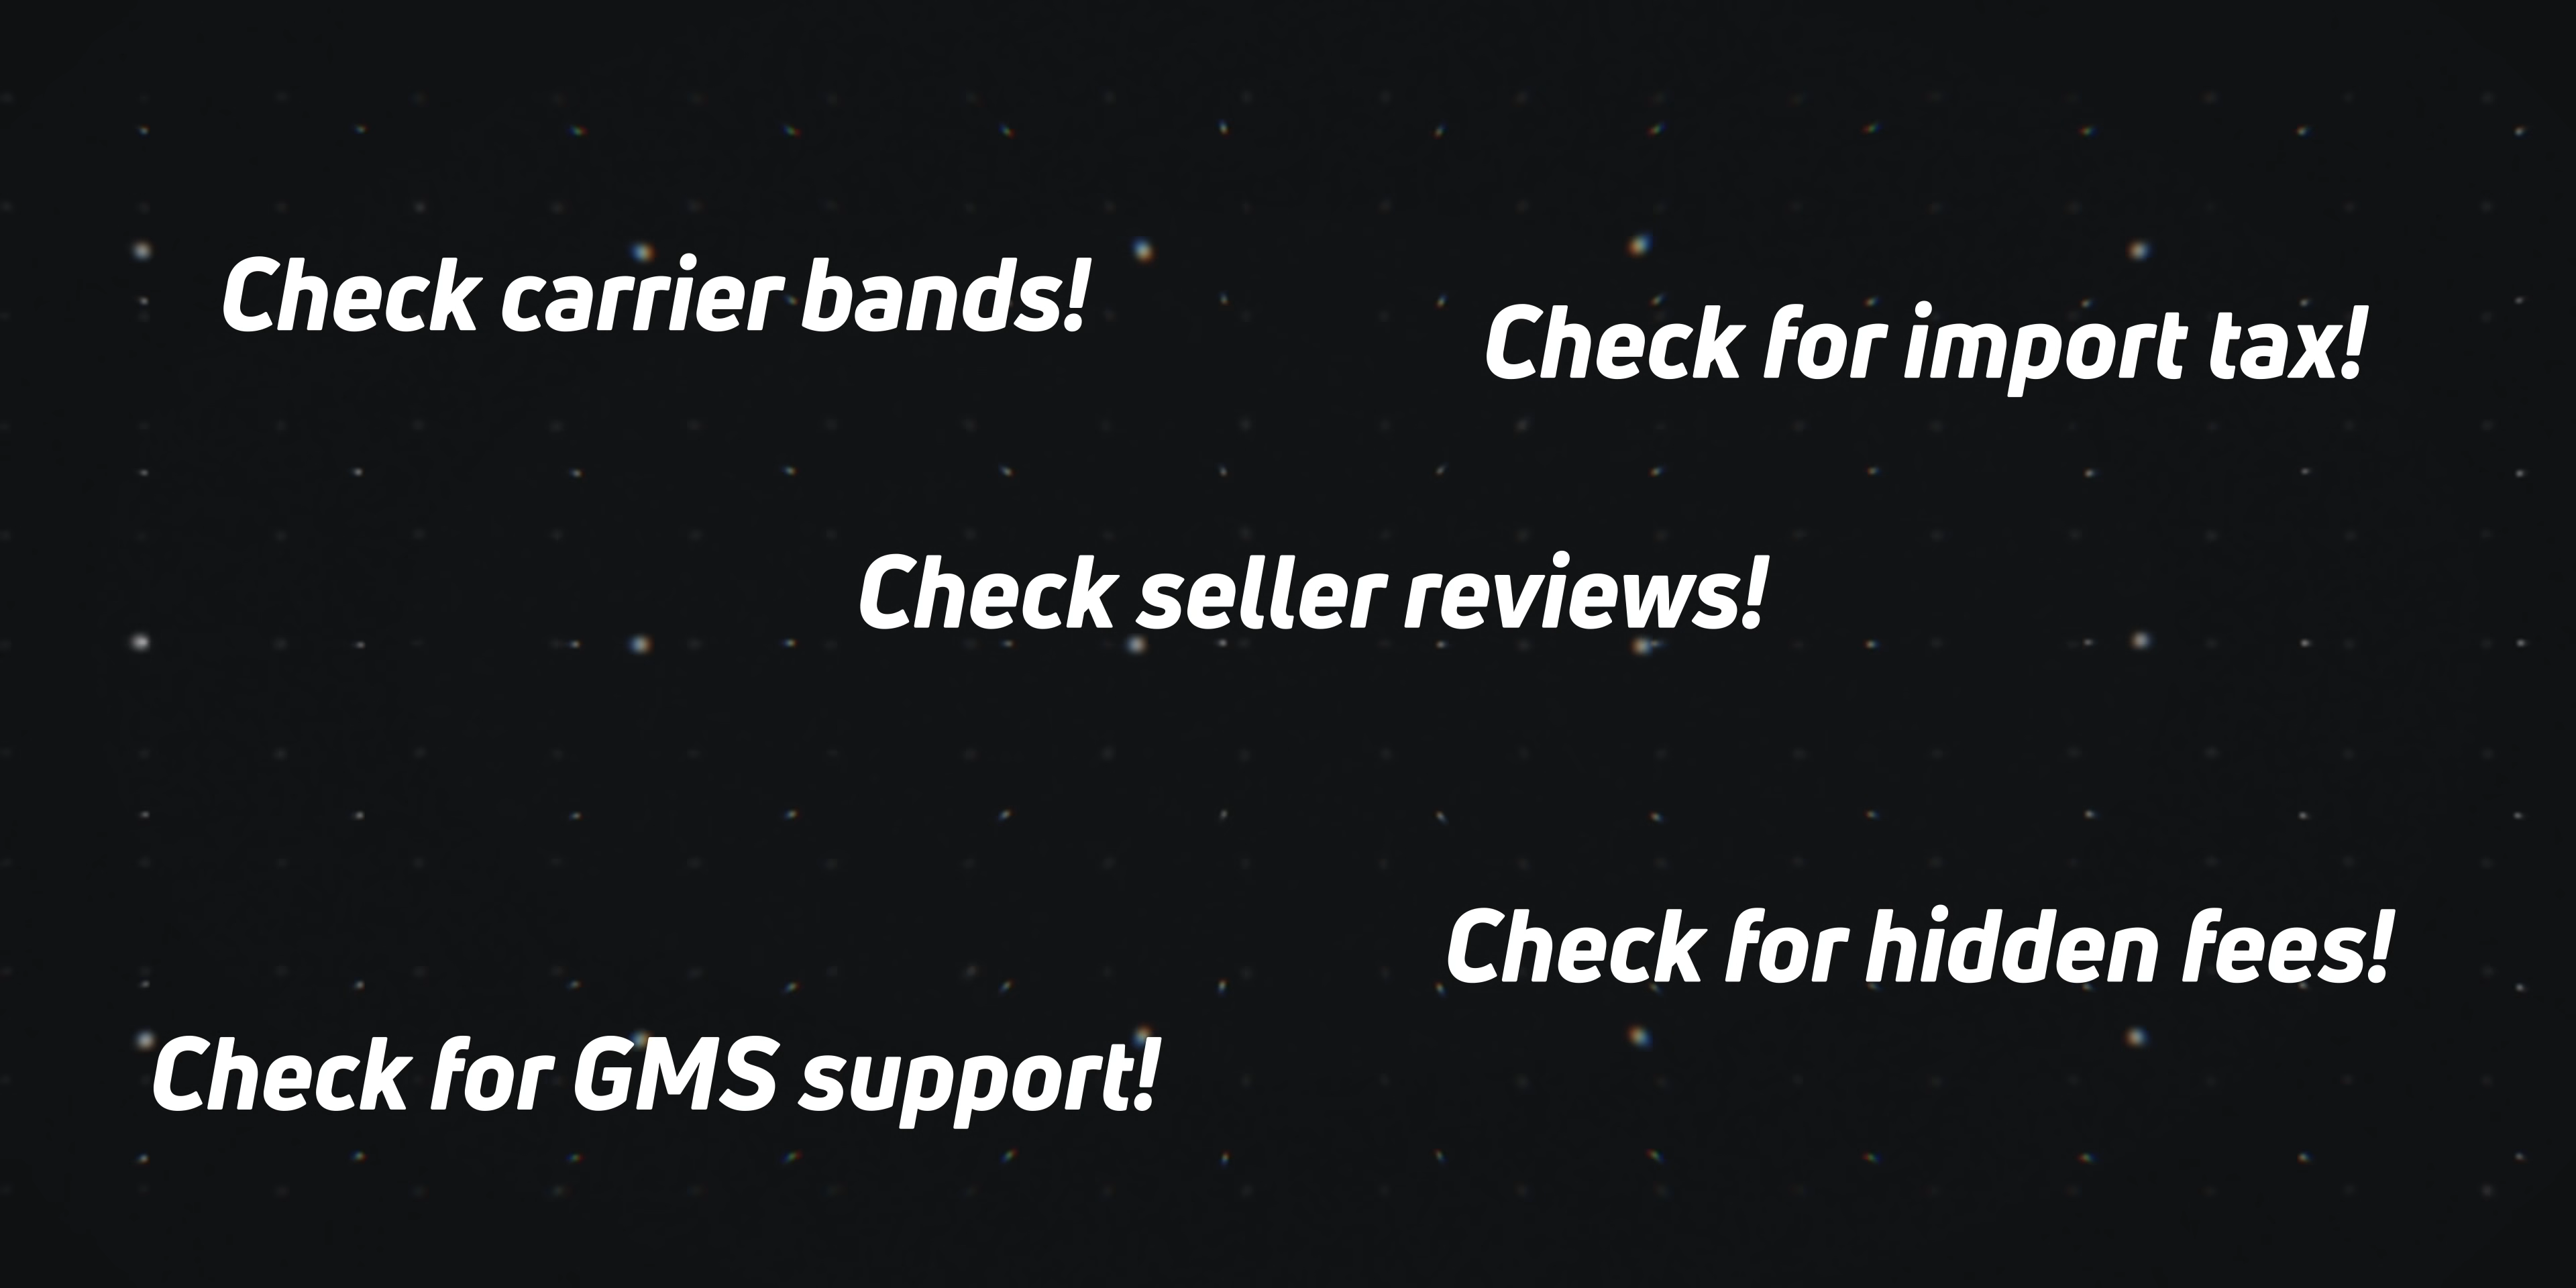 Check carrier bands!
Check for import tax!
Check seller reviews!
Check for hidden fees!
Check for GMS support!